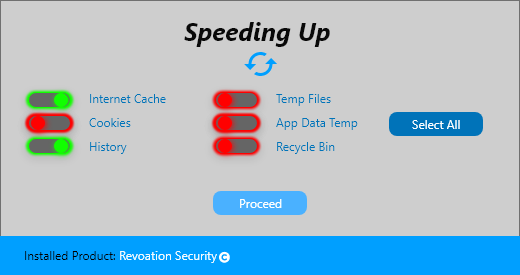 Speeding Up
Internet Cache
Temp Files
Cookies
App Data Temp
Select All
History
Recycle Bin
Proceed
Installed Product: Revoation Security ©